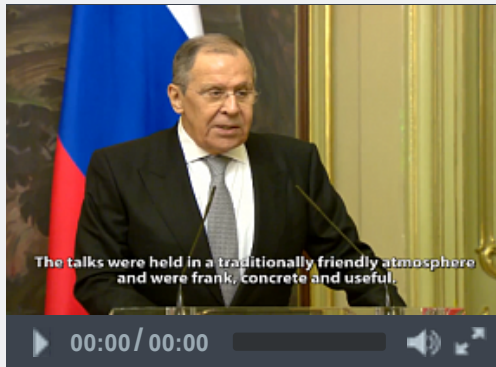 The talks were held in a traditionally friendly atmosphere
and were frank, concrete and useful.
00:00/00:00